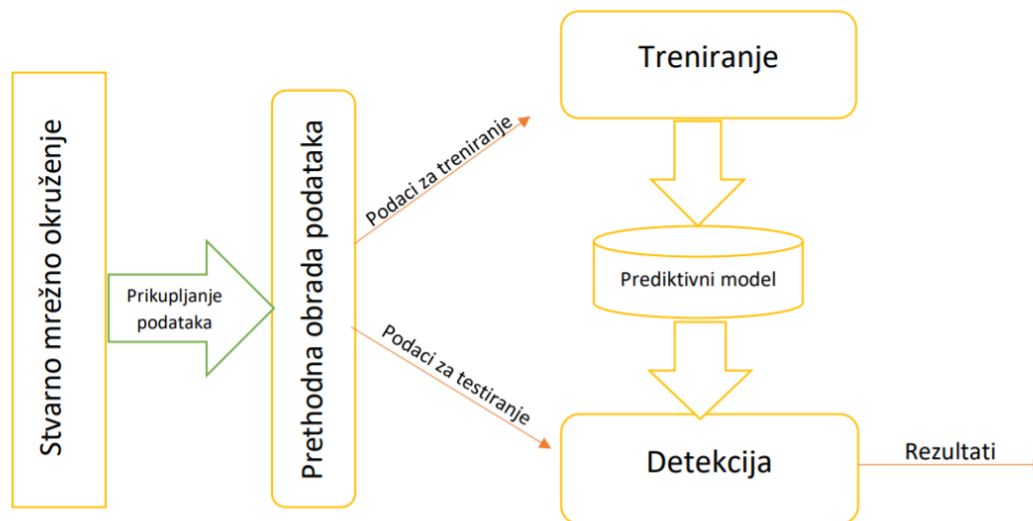 Stvarno mrežno okruženje
Prikupljanje
podataka
Prethodna obrada podataka
Podaci za treniranje
Podaci za testiranje
Treniranje
Prediktivni model
Detekcija
Rezultati